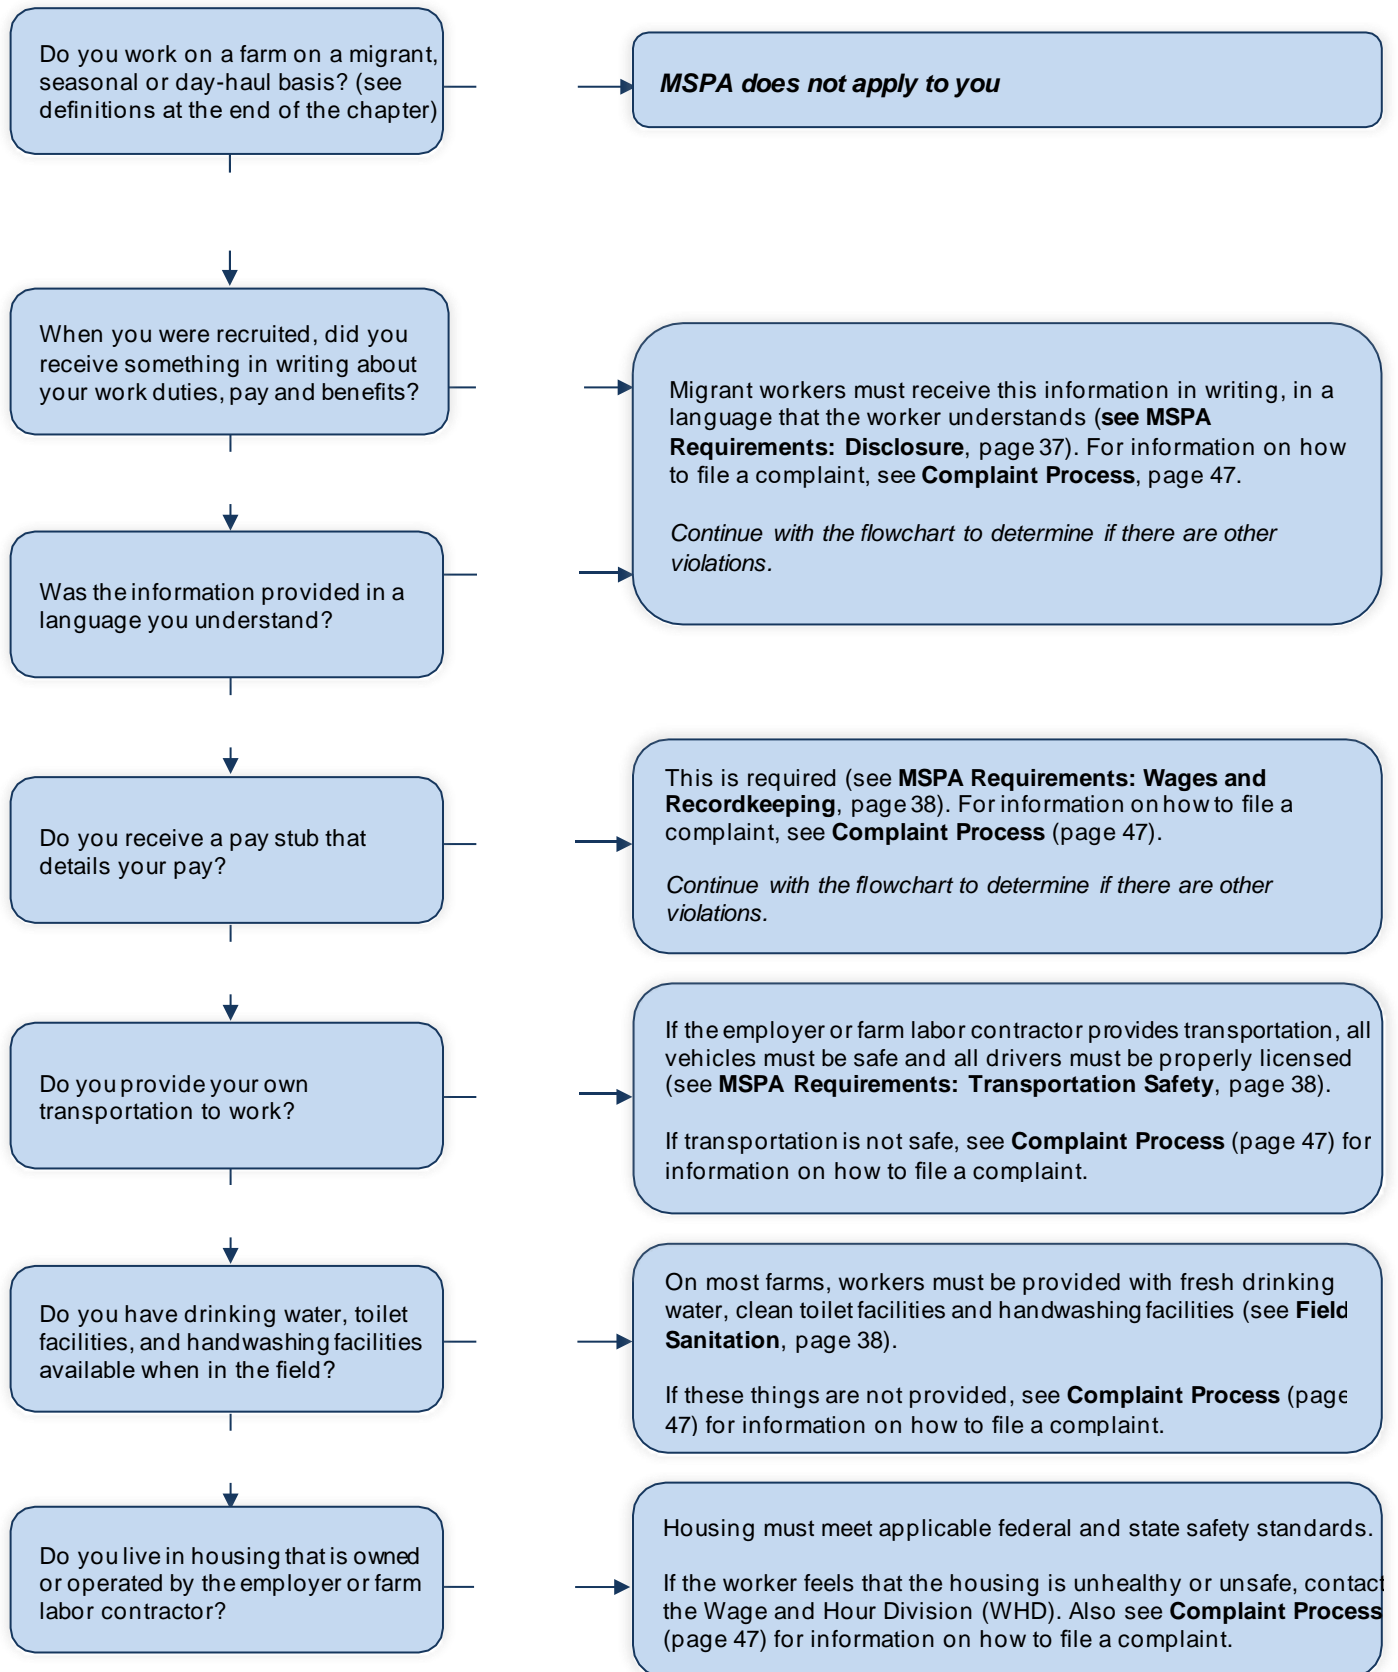 Do you work on a farm on a migrant,
seasonal or day-haul basis? (see
definitions at the end of the chapter)
MSPA does not apply to you
When you were recruited, did you
receive something in writing about
your work duties, pay and benefits?
Migrant workers must receive this information in writing, in a
language that the worker understands (see MSPA
Requirements: Disclosure, page 37). For information on how
to file a complaint, see Complaint Process, page 47.
Continue with the flowchart to determine if there are other
violations.
Was the information provided in a
language you understand?
Do you receive a pay stub that
details your pay?
This is required (see MSPA Requirements: Wages and
Recordkeeping, page 38). For information on how to file a
complaint, see Complaint Process (page 47).
Continue with the flowchart to determine if there are other
violations.
Do you provide your own
transportation to work?
If the employer or farm labor contractor provides transportation, all
vehicles must be safe and all drivers must be properly licensed
(see MSPA Requirements: Transportation Safety, page 38).
If transportation is not safe, see Complaint Process (page 47) for
information on how to file a complaint.
Do you have drinking water, toilet
facilities, and handwashing facilities
available when in the field?
On most farms, workers must be provided with fresh drinking
water, clean toilet facilities and handwashing facilities (see Field
Sanitation, page 38).
If these things are not provided, see Complaint Process (page
47) for information on how to file a complaint.
Do you live in housing that is owned
or operated by the employer or farm
labor contractor?
Housing must meet applicable federal and state safety standards.
If the worker feels that the housing is unhealthy or unsafe, contact
the Wage and Hour Division (WHD). Also see Complaint Process
(page 47) for information on how to file a complaint.